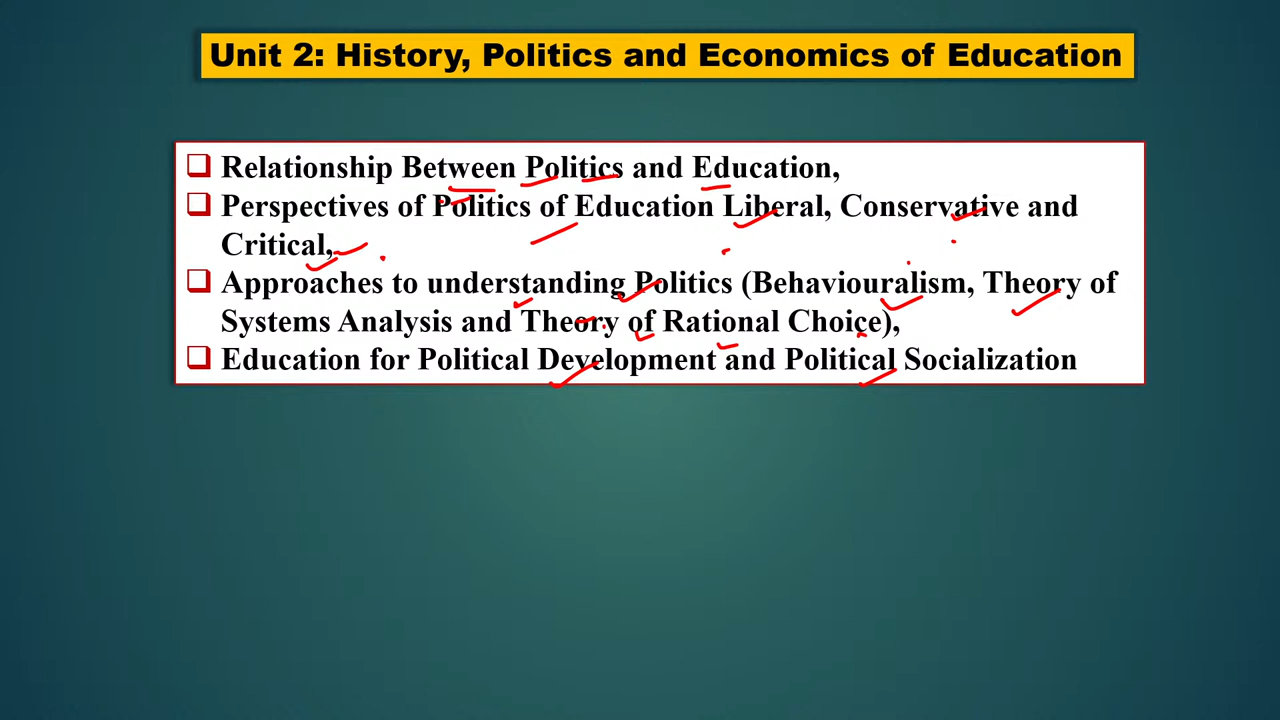 Unit 2: History, Politics and Economics of Education
Relationship Between Politics and Education,
Perspectives of Politics of Education Liberal, Conservative and
Critical,
Approaches to understanding Politics (Behaviouralism, Theory of
Systems Analysis and Theory of Rational Choice),
Education for Political Development and Political Socialization